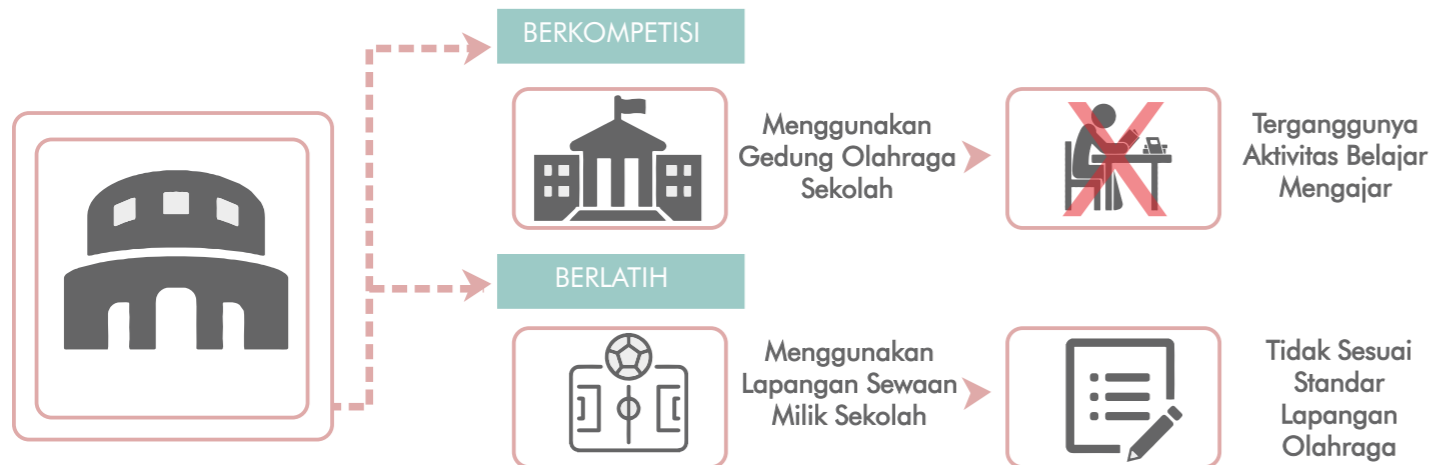 BERKOMPETISI
Menggunakan
Gedung Olahraga
Sekolah
Terganggunya
Aktivitas Belajar
Mengajar
BERLATIH
Menggunakan
Lapangan Sewaan
Milik Sekolah
Tidak Sesuai
Standar
Lapangan
Olahraga